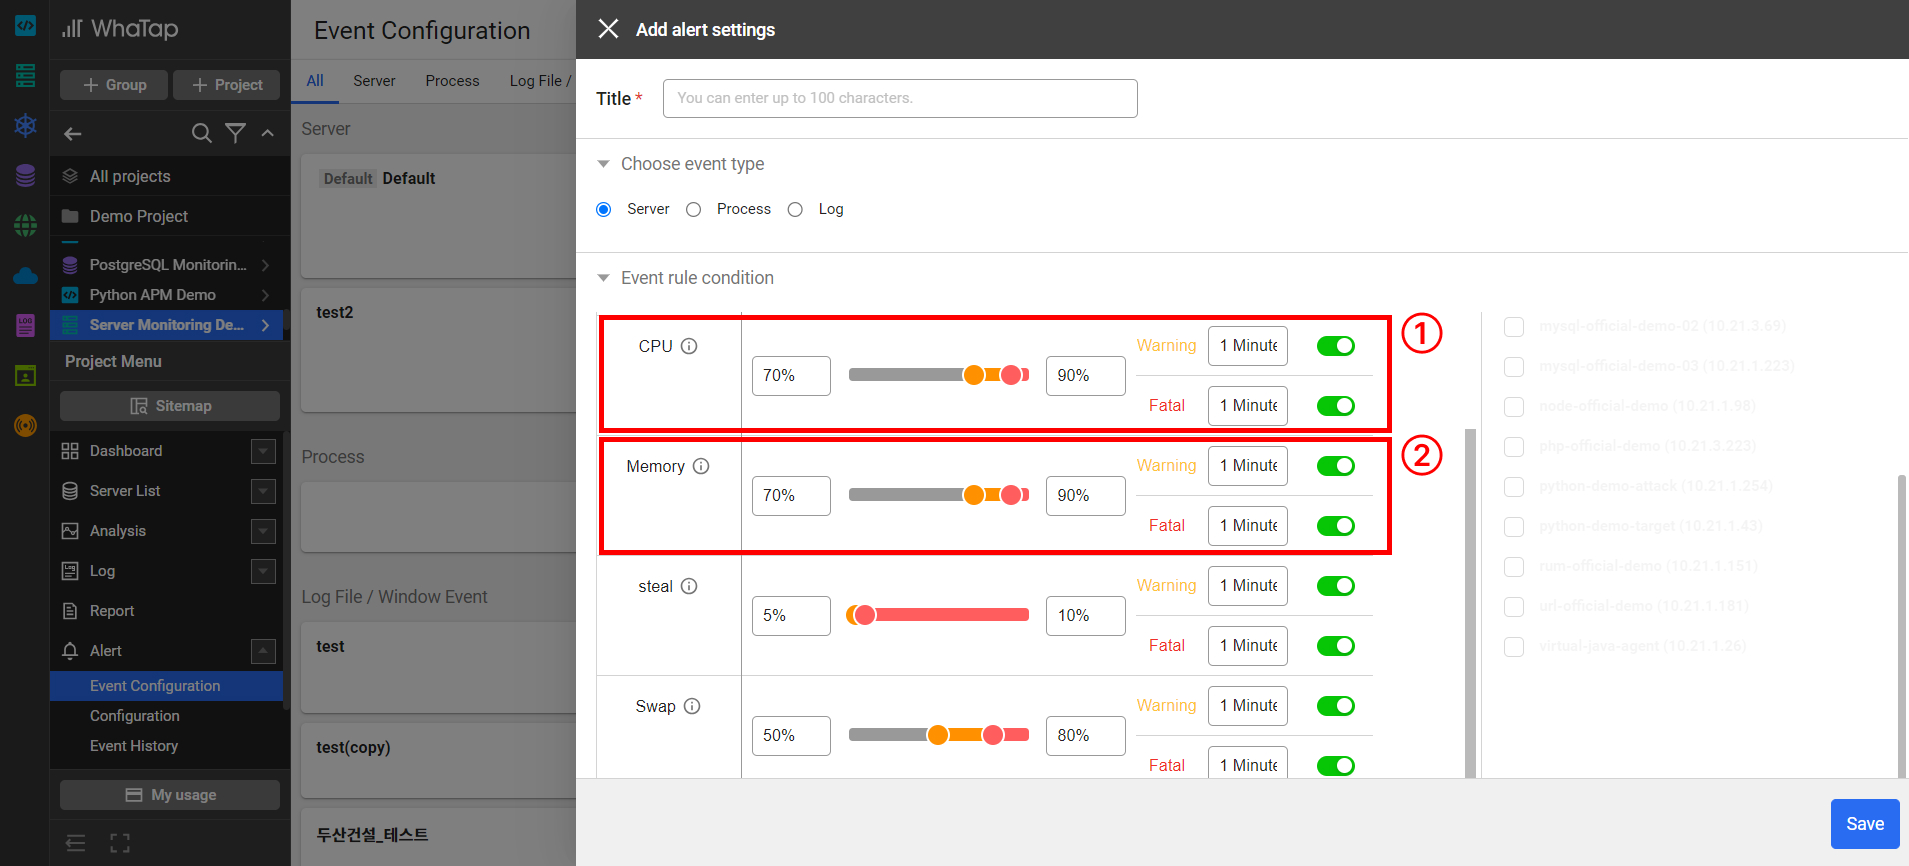 WhaTap
Group
Project
All projects
Demo Project
PostgreSQL Monitorin...
Python APM Demo
Server Monitoring De...
Project Menu
Sitemap
Dashboard
Server List
Analysis
Log
Report
Alert
Event Configuration
Configuration
Event History
My usage
Event Configuration
All Server Process Log File /
Server
Default Default
test2
Process
Log File / Window Event
test
test(copy)
두산건설_테스트
Add alert settings
Title * You can enter up to 100 characters.
Choose event type
Server Process Log
Event rule condition
CPU 70% 90% Warning 1 Minute
Fatal 1 Minute
①
Memory 70% 90% Warning 1 Minute
Fatal 1 Minute
②
steal 5% 10% Warning 1 Minute
Fatal 1 Minute
Swap 50% 80% Warning 1 Minute
Fatal 1 Minute
mysql-official-demo-02 (10.21.3.69)
mysql-official-demo-03 (10.21.1.223)
node-official-demo (10.21.1.98)
php-official-demo (10.21.3.223)
python-demo-attack (10.21.1.254)
python-demo-target (10.21.1.43)
rum-official-demo (10.21.1.151)
url-official-demo (10.21.1.181)
virtual-java-agent (10.21.1.26)
Save